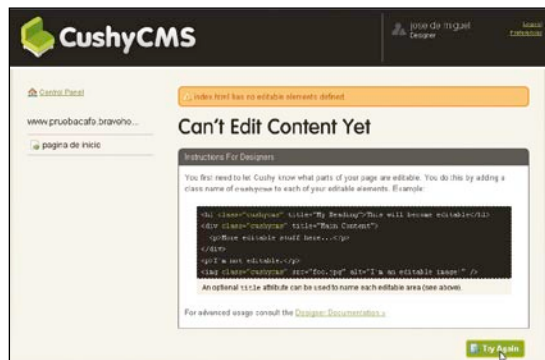 CushyCMS
jose de miguel
Designer
Logout
Preferences
Control Panel
www.pruobacafo.bravoho...
pagina de inicio
index.html has no editable elements defined
Can't Edit Content Yet
Instructions For Designers
You first need to let Cushy know what parts of your page are editable. You do this by adding a
class name of cushycms to each of your editable elements. Example:
<h1 class="cushycms" title="My Heading">This will become editable</h1>
<div class="cushycms" title="Main Content">
<p>More editable stuff here...</p>
</div>
<p>I'm not editable.</p>
<img class="cushycms" src="foo.jpg" alt="I'm an editable image!" />
An optional title attribute can be used to name each editable area (see above).
For advanced usage consult the Designer Documentation »
Try Again